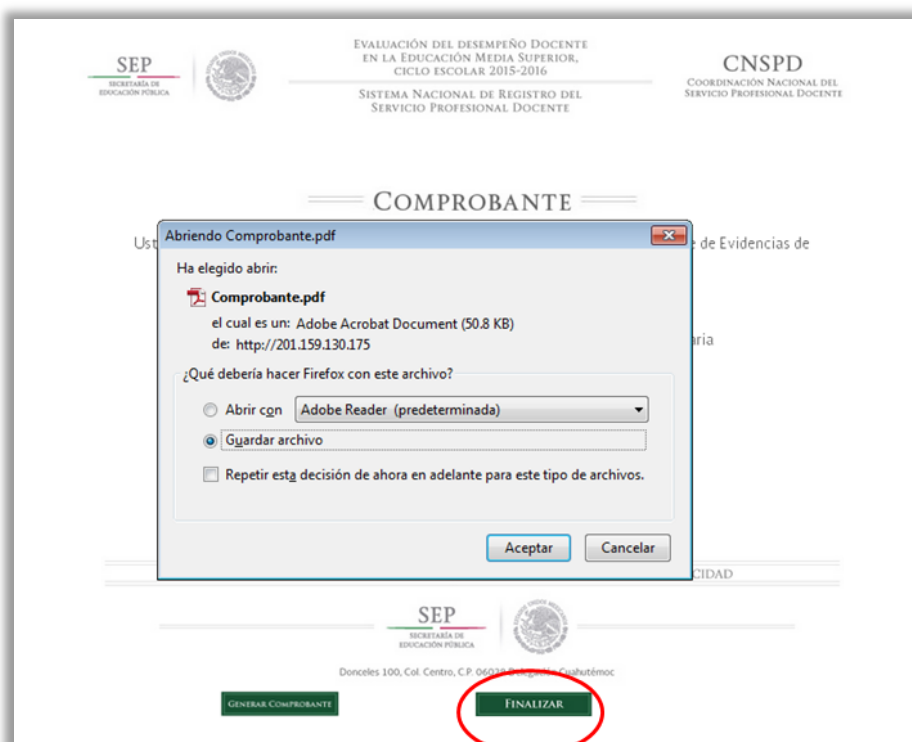 SEP
SECRETARÍA DE
EDUCACIÓN PÚBLICA
EVALUACIÓN DEL DESEMPEÑO DOCENTE
EN LA EDUCACIÓN MEDIA SUPERIOR,
CICLO ESCOLAR 2015-2016
SISTEMA NACIONAL DE REGISTRO DEL
SERVICIO PROFESIONAL DOCENTE
CNSPD
COORDINACIÓN NACIONAL DEL
SERVICIO PROFESIONAL DOCENTE
COMPROBANTE
Ust
de Evidencias de
aria
Abriendo Comprobante.pdf
Ha elegido abrir:
Comprobante.pdf
el cual es un: Adobe Acrobat Document (50.8 KB)
de: http://201.159.130.175
¿Qué debería hacer Firefox con este archivo?
Abrir con Adobe Reader (predeterminada)
Guardar archivo
Repetir esta decisión de ahora en adelante para este tipo de archivos.
Aceptar Cancelar
CIDAD
SEP
SECRETARÍA DE
EDUCACIÓN PÚBLICA
Donceles 100, Col. Centro, C.P. 06020 Delegación Cuahutémoc
GENERAR COMPROBANTE FINALIZAR